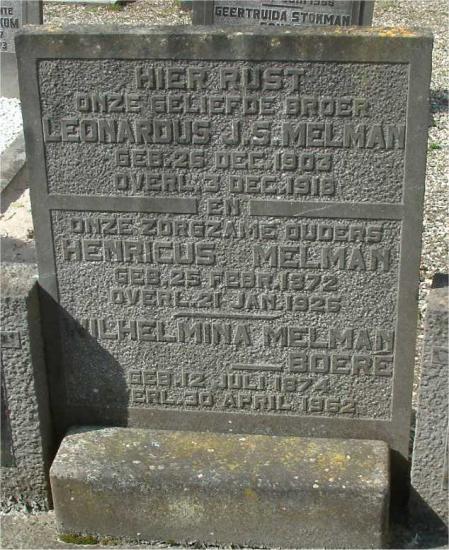 GEERTRUIDA STOKMAN
HIER RUST
ONZE GELIEFDE BROER
LEONARDUS J.S. MELMAN
GEB. 26 DEC. 1903
OVERL. 3 DEC. 1918
EN
ONZE ZORGZAME OUDERS
HENRICUS MELMAN
GEB. 25 FEBR. 1872
OVERL. 21 JAN. 1926
WILHELMINA MELMAN
BOERE
GEB. 12 JULI 1874
OVERL. 30 APRIL 1952